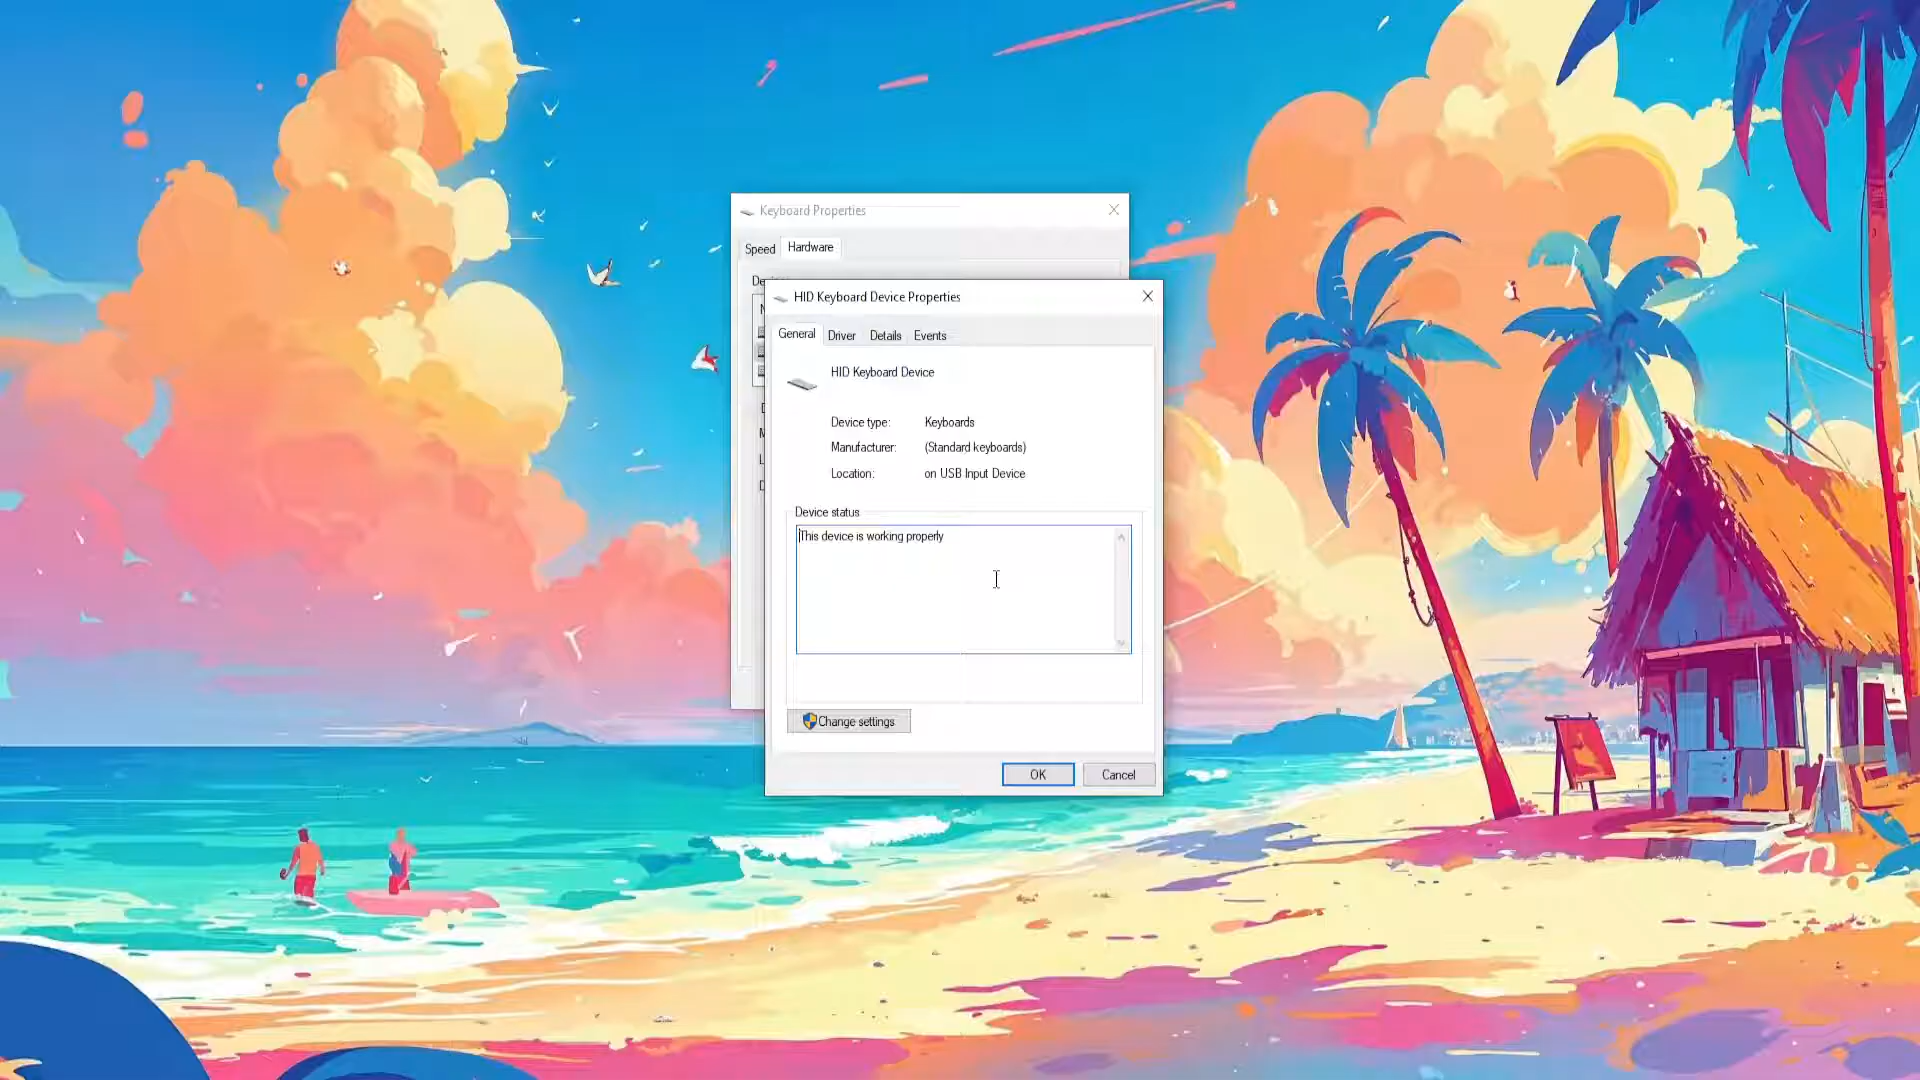 Keyboard Properties
Speed Hardware
HID Keyboard Device Properties
General Driver Details Events
HID Keyboard Device
Device type: Keyboards
Manufacturer: (Standard keyboards)
Location: on USB Input Device
Device status
This device is working properly
Change settings
OK Cancel